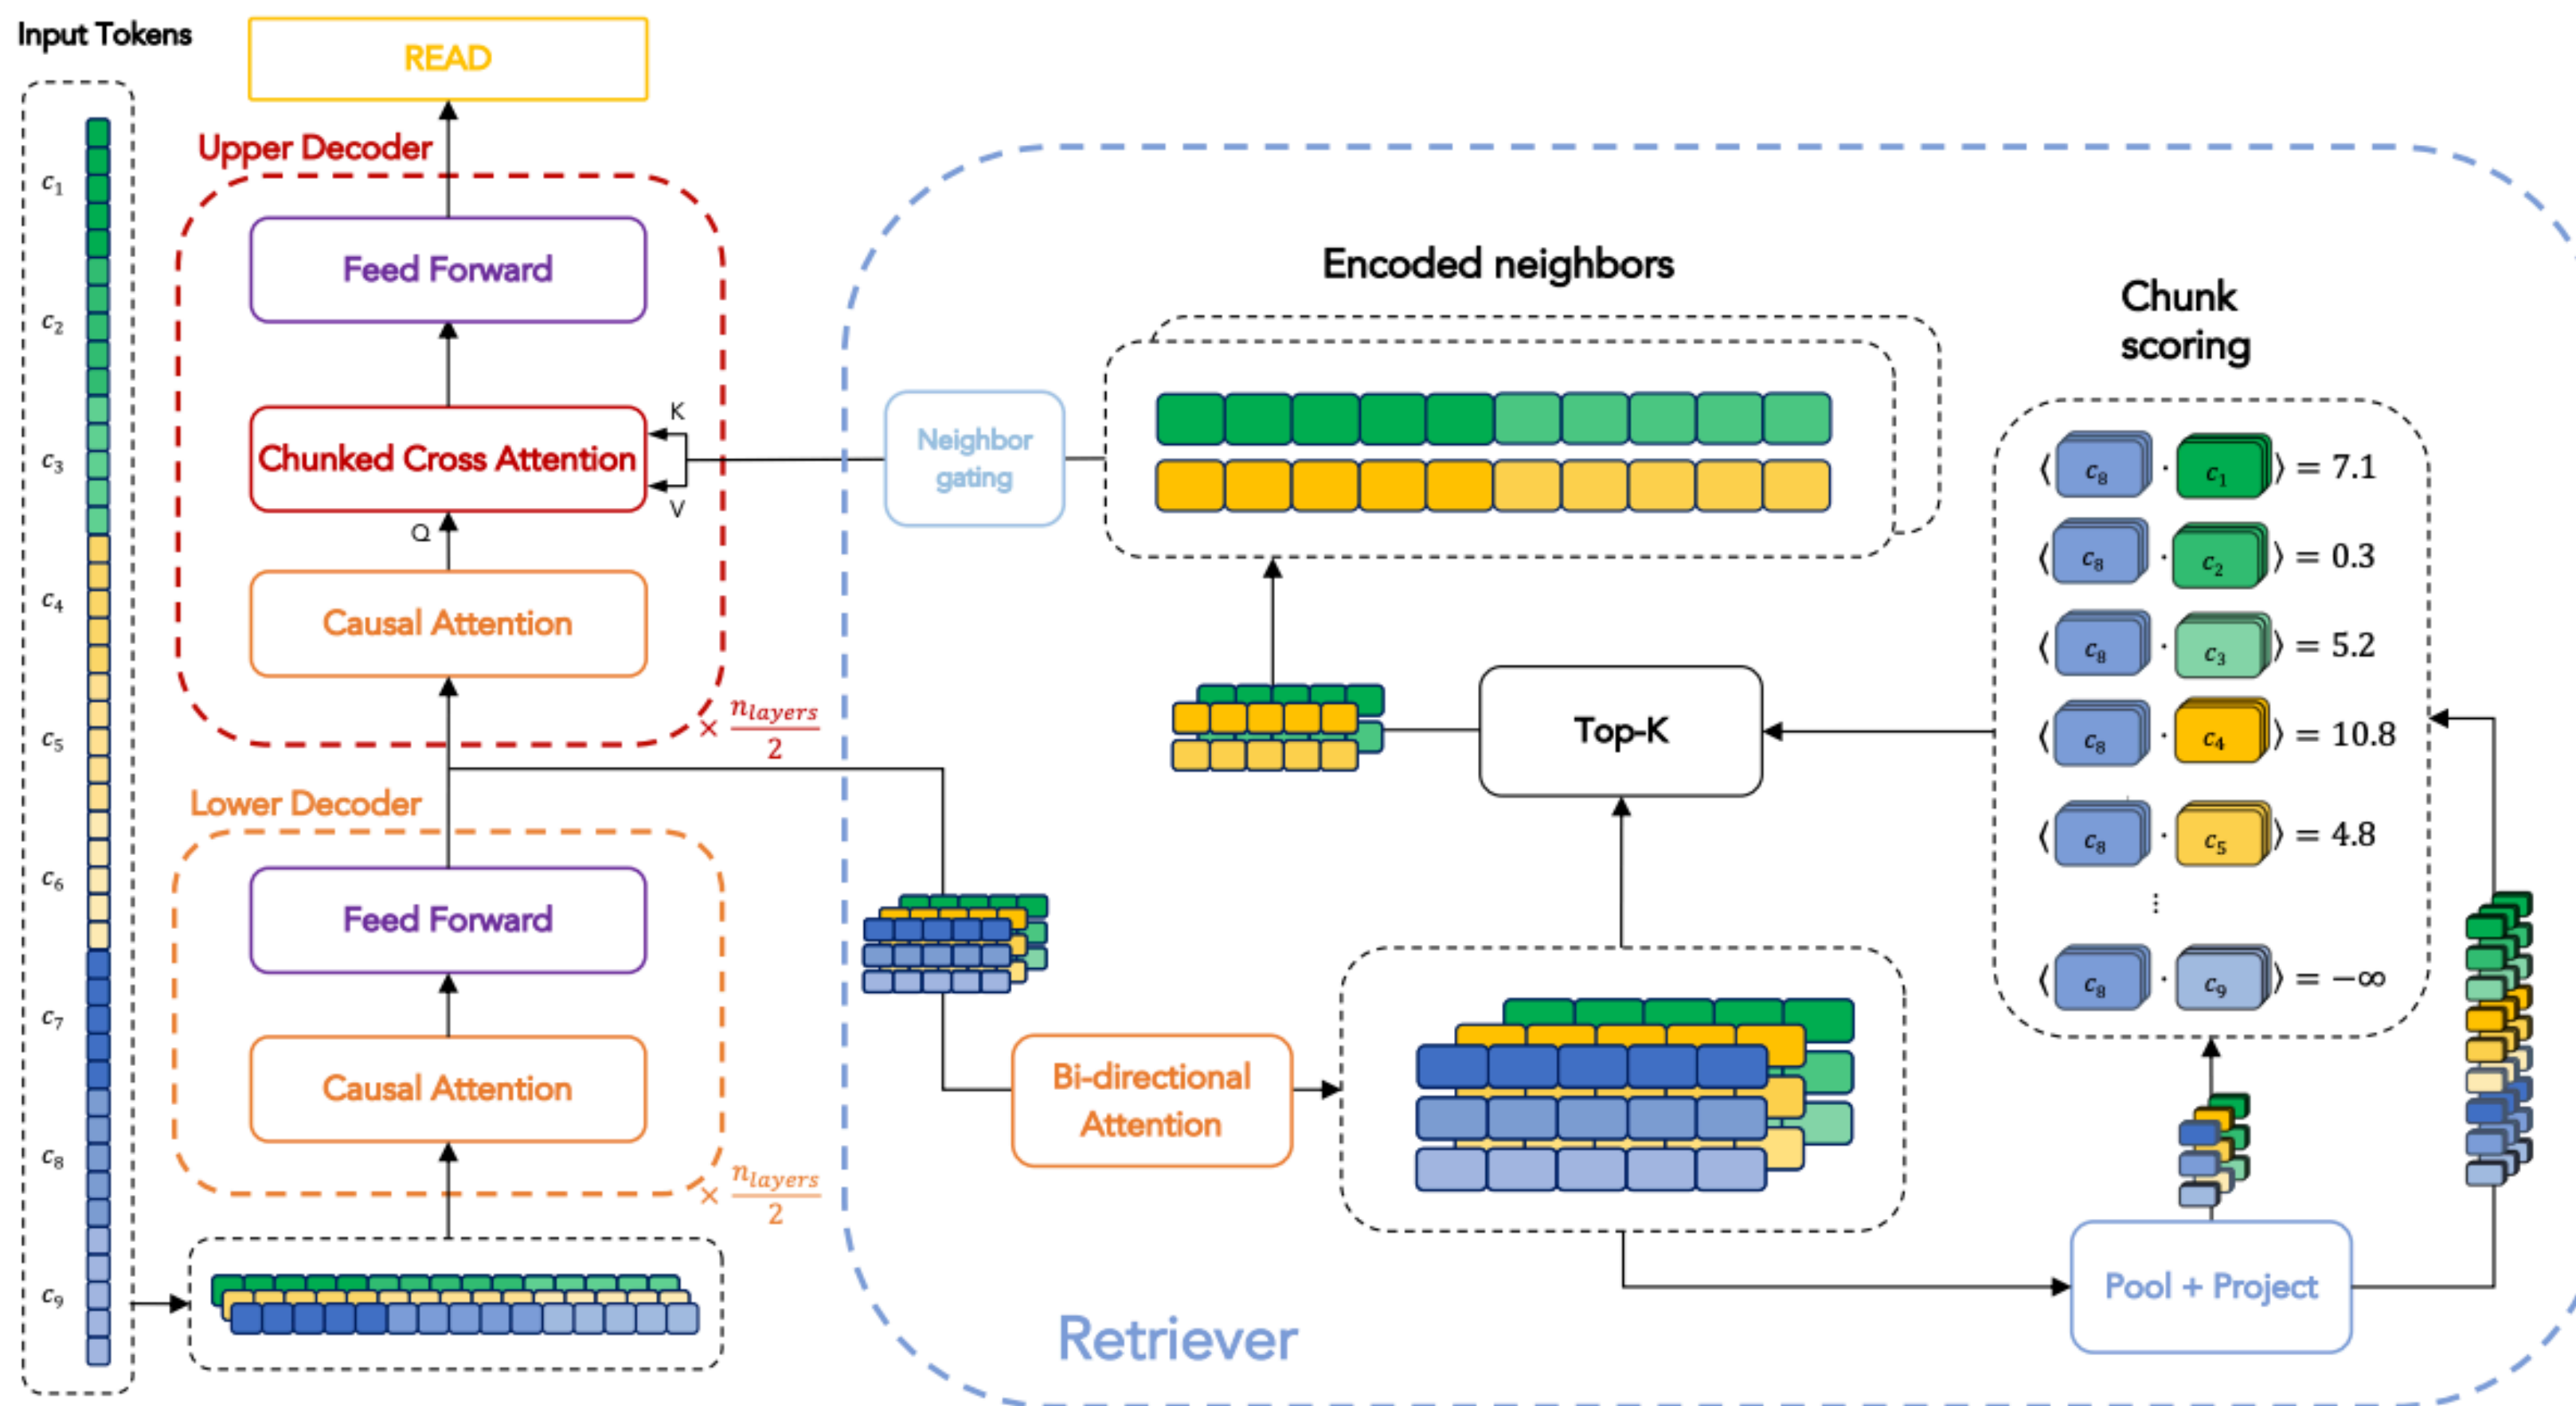 Input Tokens
c₁
c₂
c₃
c₄
c₅
c₆
c₇
c₈
c₉
READ
Upper Decoder
Feed Forward
Chunked Cross Attention
K
V
Q
Causal Attention
× n_layers / 2
Lower Decoder
Feed Forward
Causal Attention
× n_layers / 2
Neighbor
gating
Encoded neighbors
Top-K
Bi-directional
Attention
Retriever
Chunk
scoring
⟨ c₈ · c₁ ⟩ = 7.1
⟨ c₈ · c₂ ⟩ = 0.3
⟨ c₈ · c₃ ⟩ = 5.2
⟨ c₈ · c₄ ⟩ = 10.8
⟨ c₈ · c₅ ⟩ = 4.8
⋮
⟨ c₈ · c₉ ⟩ = −∞
Pool + Project